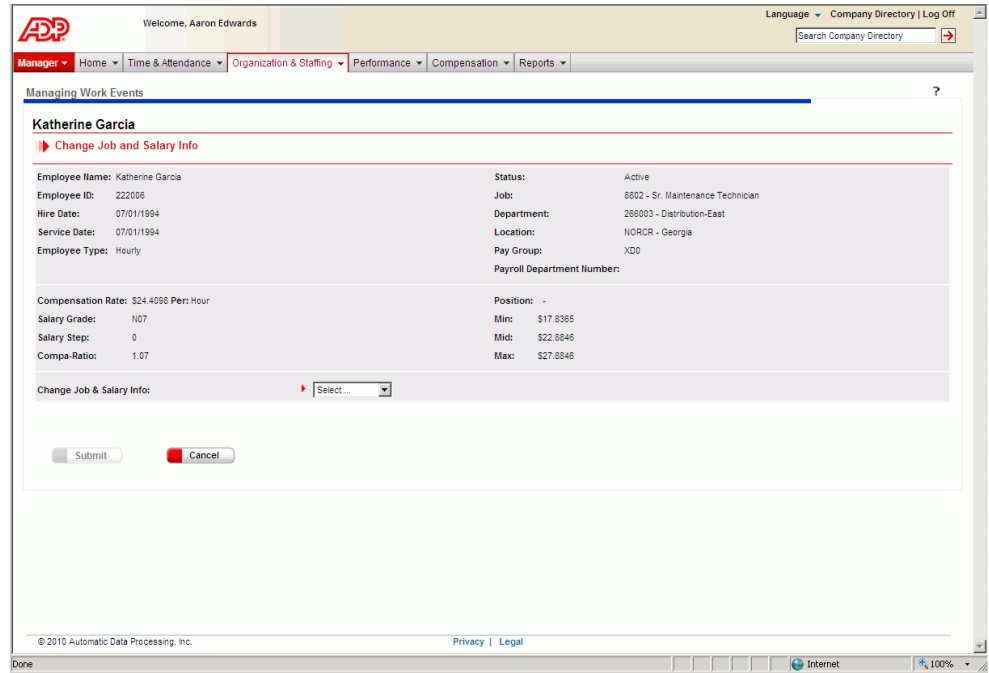 ADP
Welcome, Aaron Edwards
Language Company Directory | Log Off
Search Company Directory
Manager Home Time & Attendance Organization & Staffing Performance Compensation Reports
Managing Work Events ?
Katherine Garcia
Change Job and Salary Info
Employee Name: Katherine Garcia Status: Active
Employee ID: 222006 Job: 8802 - Sr. Maintenance Technician
Hire Date: 07/01/1994 Department: 266003 - Distribution-East
Service Date: 07/01/1994 Location: NORCR - Georgia
Employee Type: Hourly Pay Group: XD0
Payroll Department Number:
Compensation Rate: $24.4098 Per: Hour Position: -
Salary Grade: N07 Min: $17.8365
Salary Step: 0 Mid: $22.8846
Compa-Ratio: 1.07 Max: $27.8846
Change Job & Salary Info: Select ...
Submit Cancel
© 2010 Automatic Data Processing, Inc. Privacy | Legal
Done Internet 100%